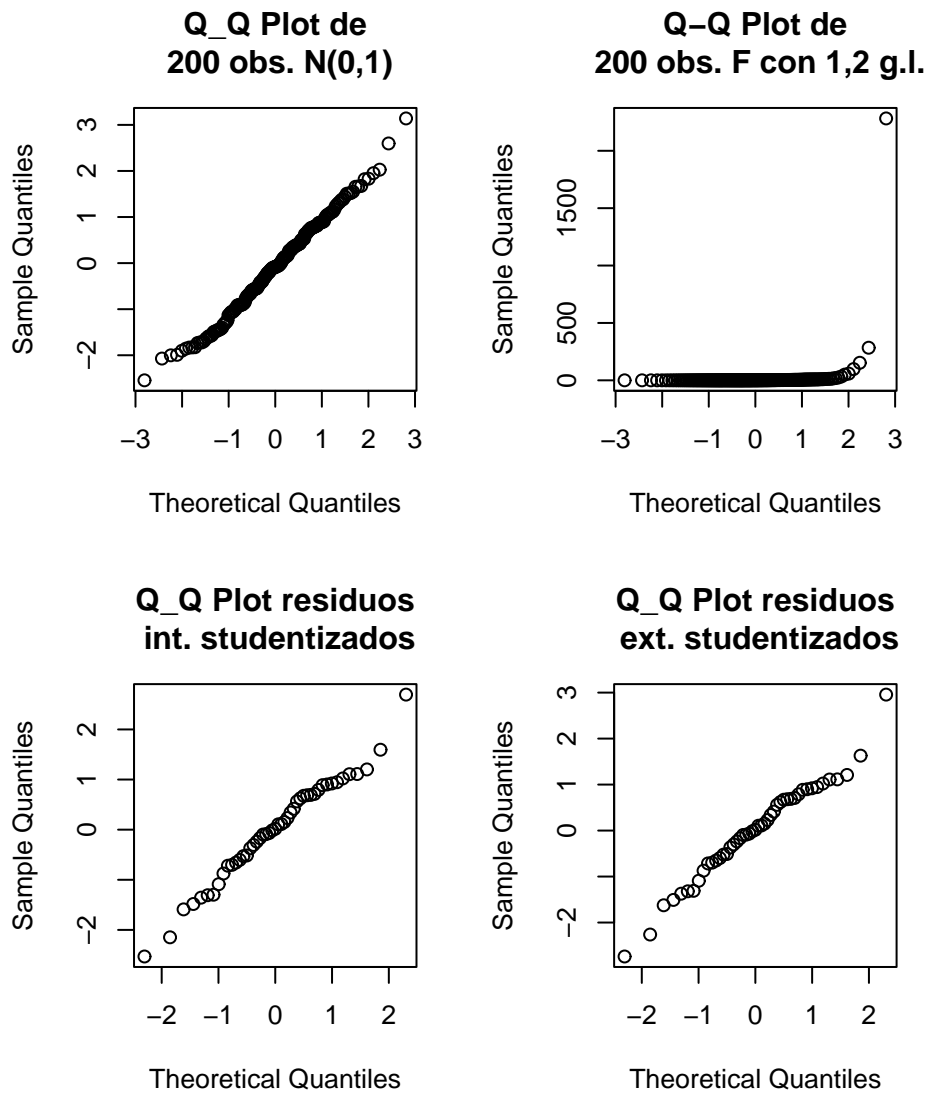 Q_Q Plot de
200 obs. N(0,1)
Sample Quantiles
3
2
1
0
−2
−3
−1
0
1
2
3
Theoretical Quantiles
Q−Q Plot de
200 obs. F con 1,2 g.l.
Sample Quantiles
1500
500
0
−3
−1
0
1
2
3
Theoretical Quantiles
Q_Q Plot residuos
int. studentizados
Sample Quantiles
2
1
0
−2
−2
−1
0
1
2
Theoretical Quantiles
Q_Q Plot residuos
ext. studentizados
Sample Quantiles
3
2
1
0
−2
−2
−1
0
1
2
Theoretical Quantiles